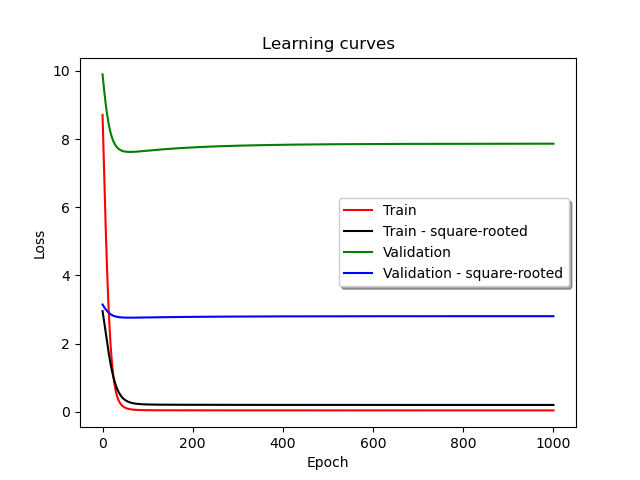 Learning curves
Loss
10
8
6
4
2
0
Train
Train - square-rooted
Validation
Validation - square-rooted
0 200 400 600 800 1000
Epoch